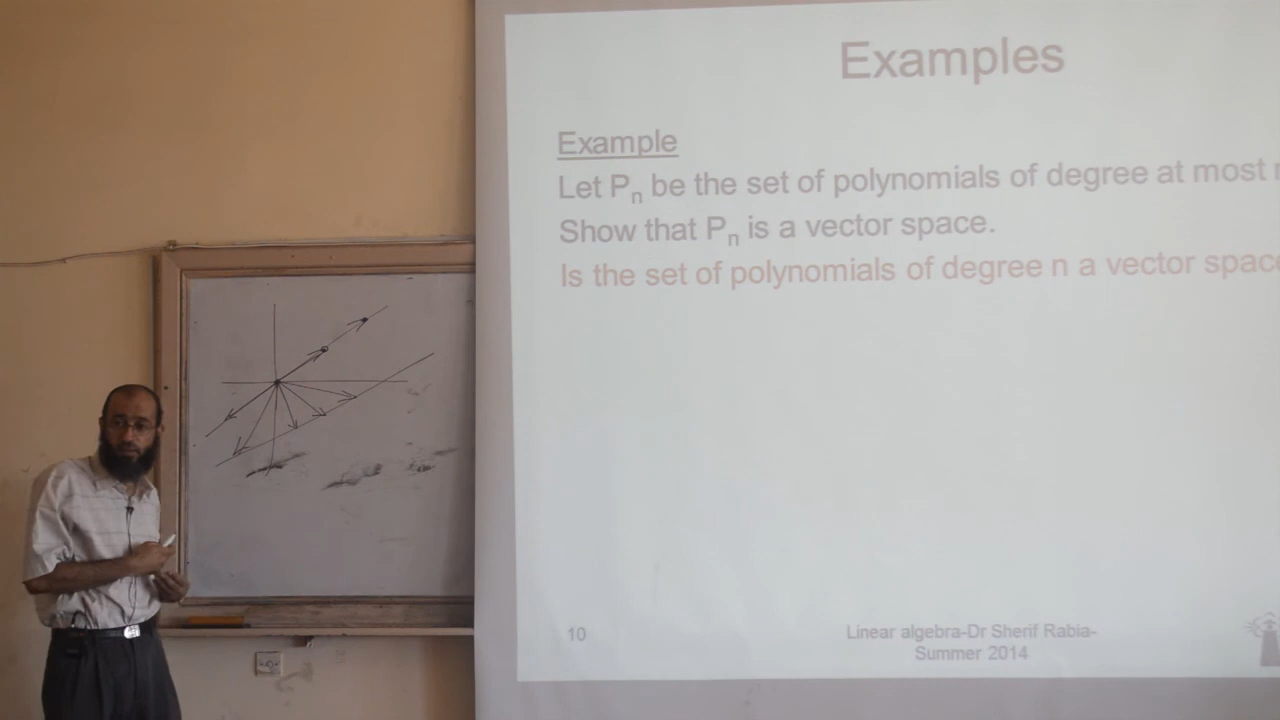 Examples
Example
Let Pn be the set of polynomials of degree at most
Show that Pn is a vector space.
Is the set of polynomials of degree n a vector space
10
Linear algebra-Dr Sherif Rabia-
Summer 2014